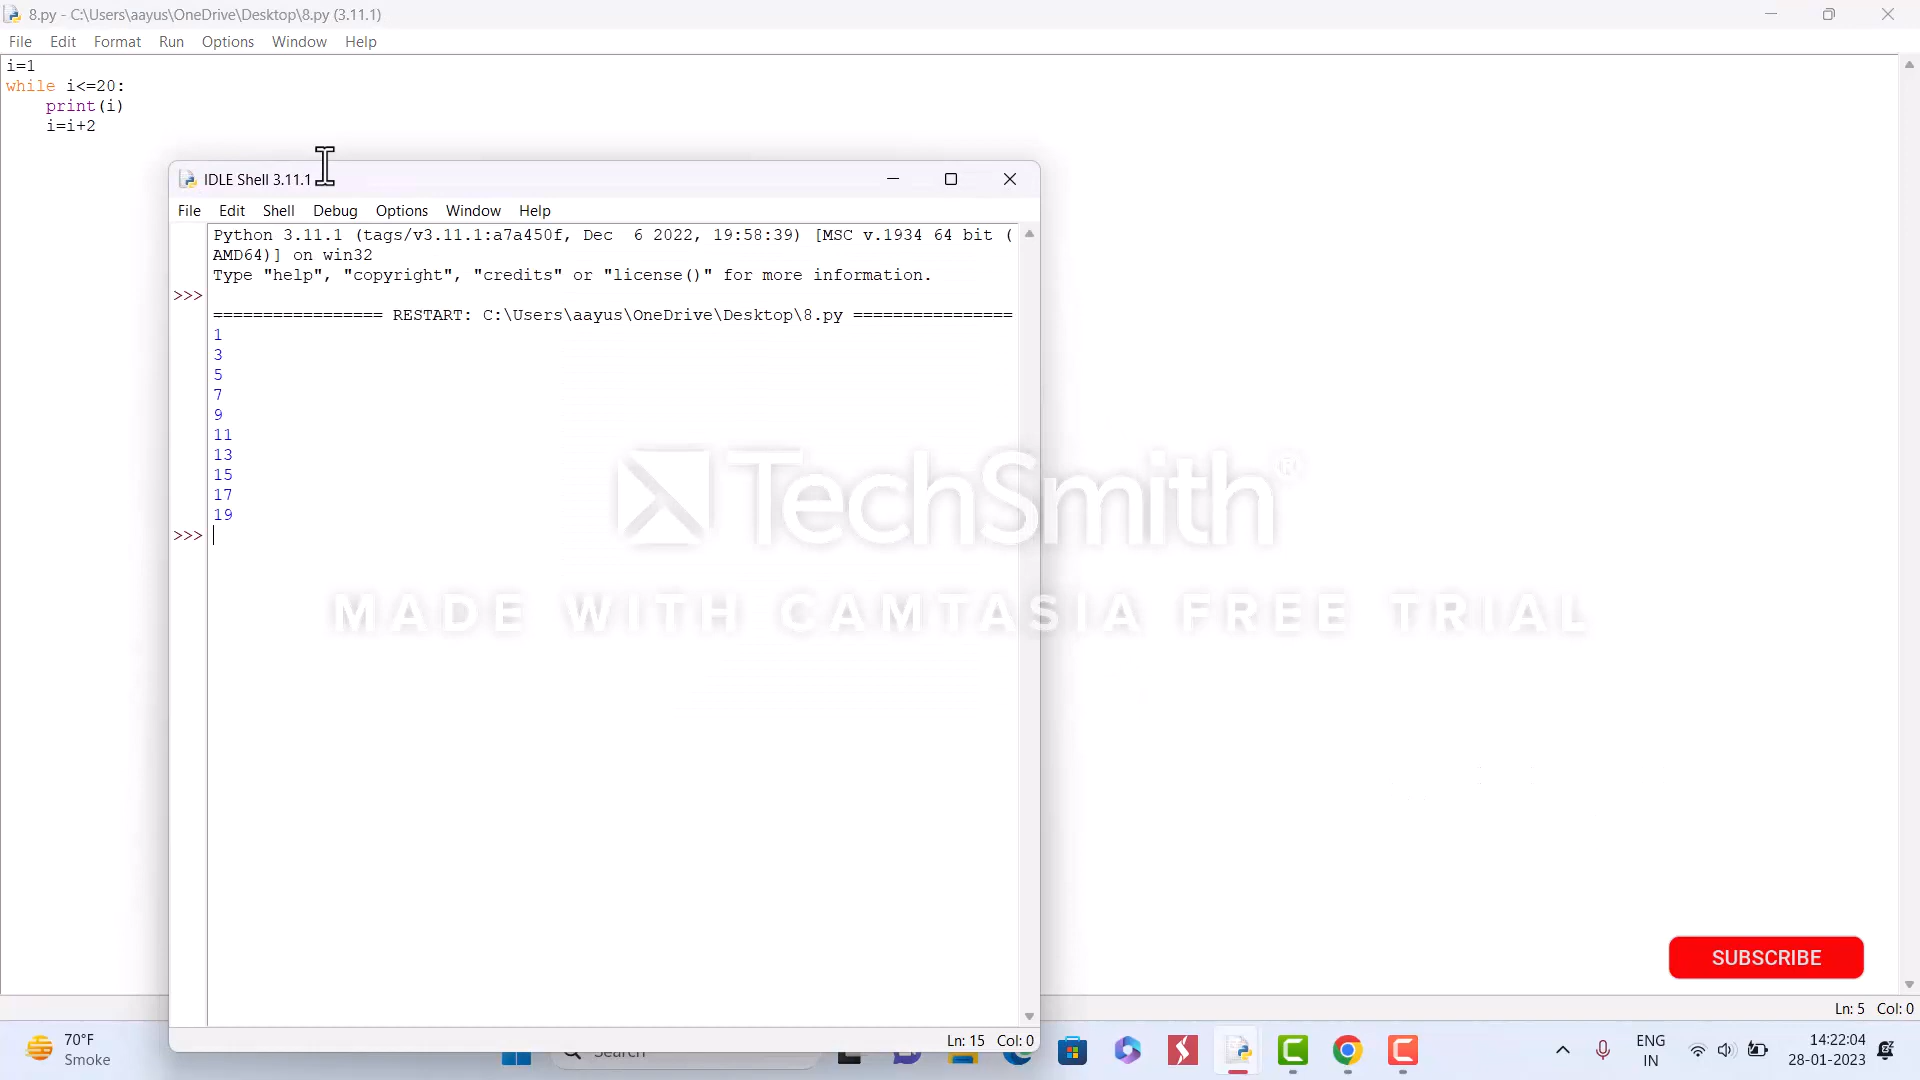 8.py - C:\Users\aayus\OneDrive\Desktop\8.py (3.11.1)
File Edit Format Run Options Window Help
i=1
while i<=20:
    print(i)
    i=i+2
IDLE Shell 3.11.1
File Edit Shell Debug Options Window Help
Python 3.11.1 (tags/v3.11.1:a7a450f, Dec  6 2022, 19:58:39) [MSC v.1934 64 bit (
AMD64)] on win32
Type "help", "copyright", "credits" or "license()" for more information.
>>>
================= RESTART: C:\Users\aayus\OneDrive\Desktop\8.py ================
1
3
5
7
9
11
13
15
17
19
>>>
TechSmith®
MADE WITH CAMTASIA FREE TRIAL
SUBSCRIBE
Ln: 5 Col: 0
Ln: 15 Col: 0
70°F
Smoke
Search
ENG
IN
14:22:04
28-01-2023